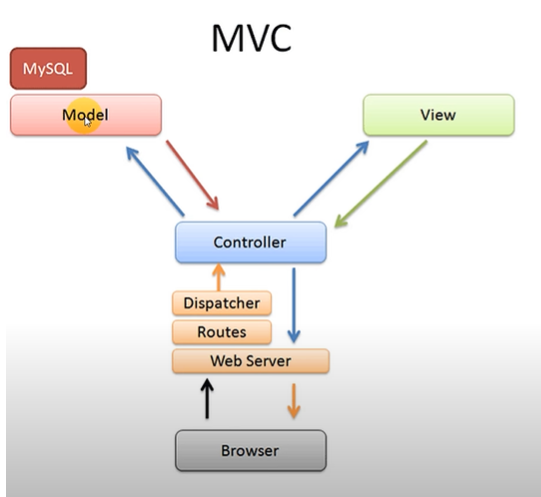 MVC
MySQL
Model
View
Controller
Dispatcher
Routes
Web Server
Browser